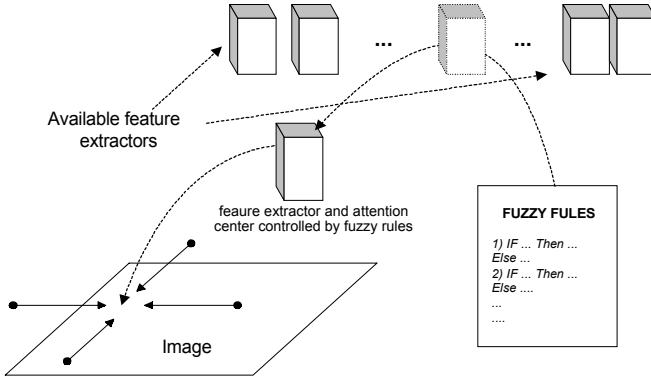 ... ...
Available feature
extractors
feaure extractor and attention
center controlled by fuzzy rules
FUZZY FULES
1) IF ... Then ...
Else ...
2) IF ... Then ...
Else ....
...
....
Image